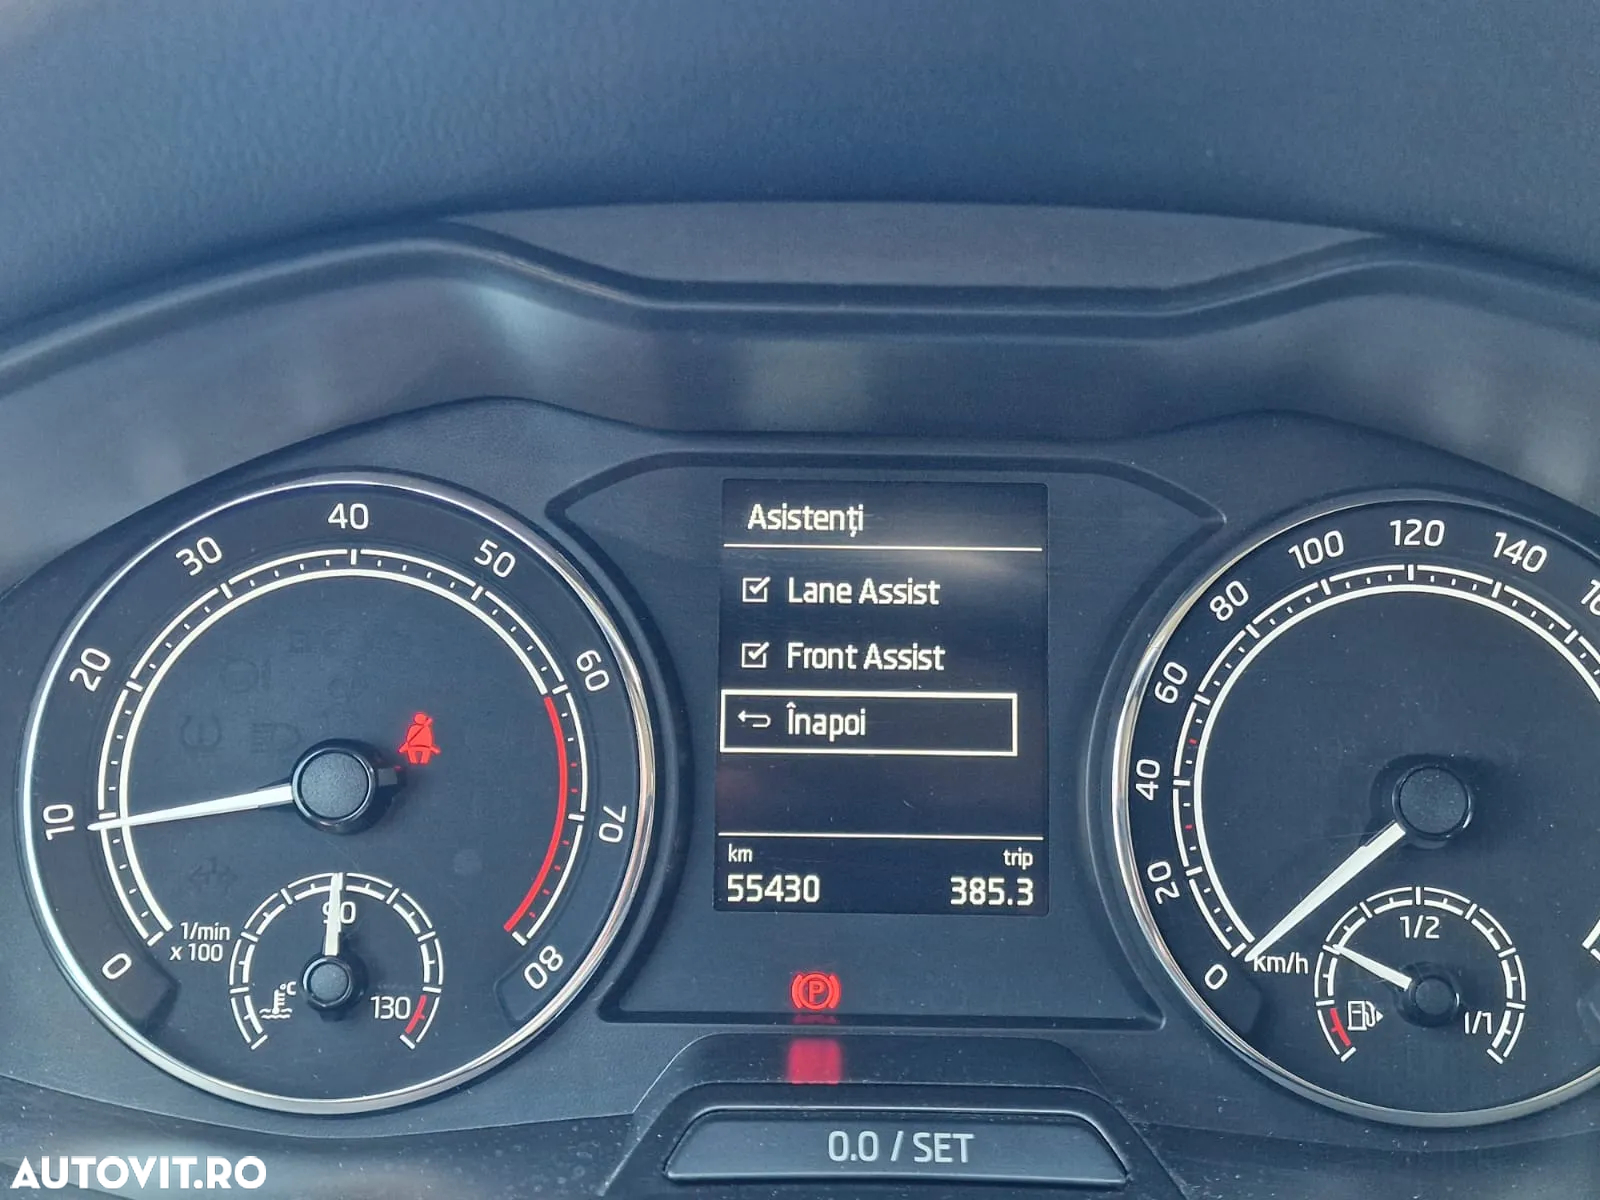 Asistenți
Lane Assist
Front Assist
Înapoi
km trip
55430 385.3
0 10 20 30 40 50 60 70 80
1/min
x 100
90
130
°C
0 20 40 60 80 100 120 140
km/h
1/2
1/1
P
0.0 / SET
AUTOVIT.RO